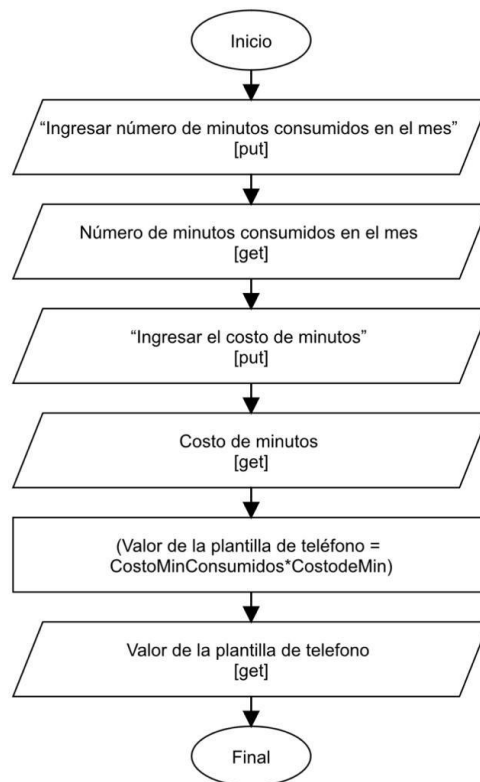 Inicio
“Ingresar número de minutos consumidos en el mes”
[put]
Número de minutos consumidos en el mes
[get]
“Ingresar el costo de minutos”
[put]
Costo de minutos
[get]
(Valor de la plantilla de teléfono =
CostoMinConsumidos*CostodeMin)
Valor de la plantilla de telefono
[get]
Final